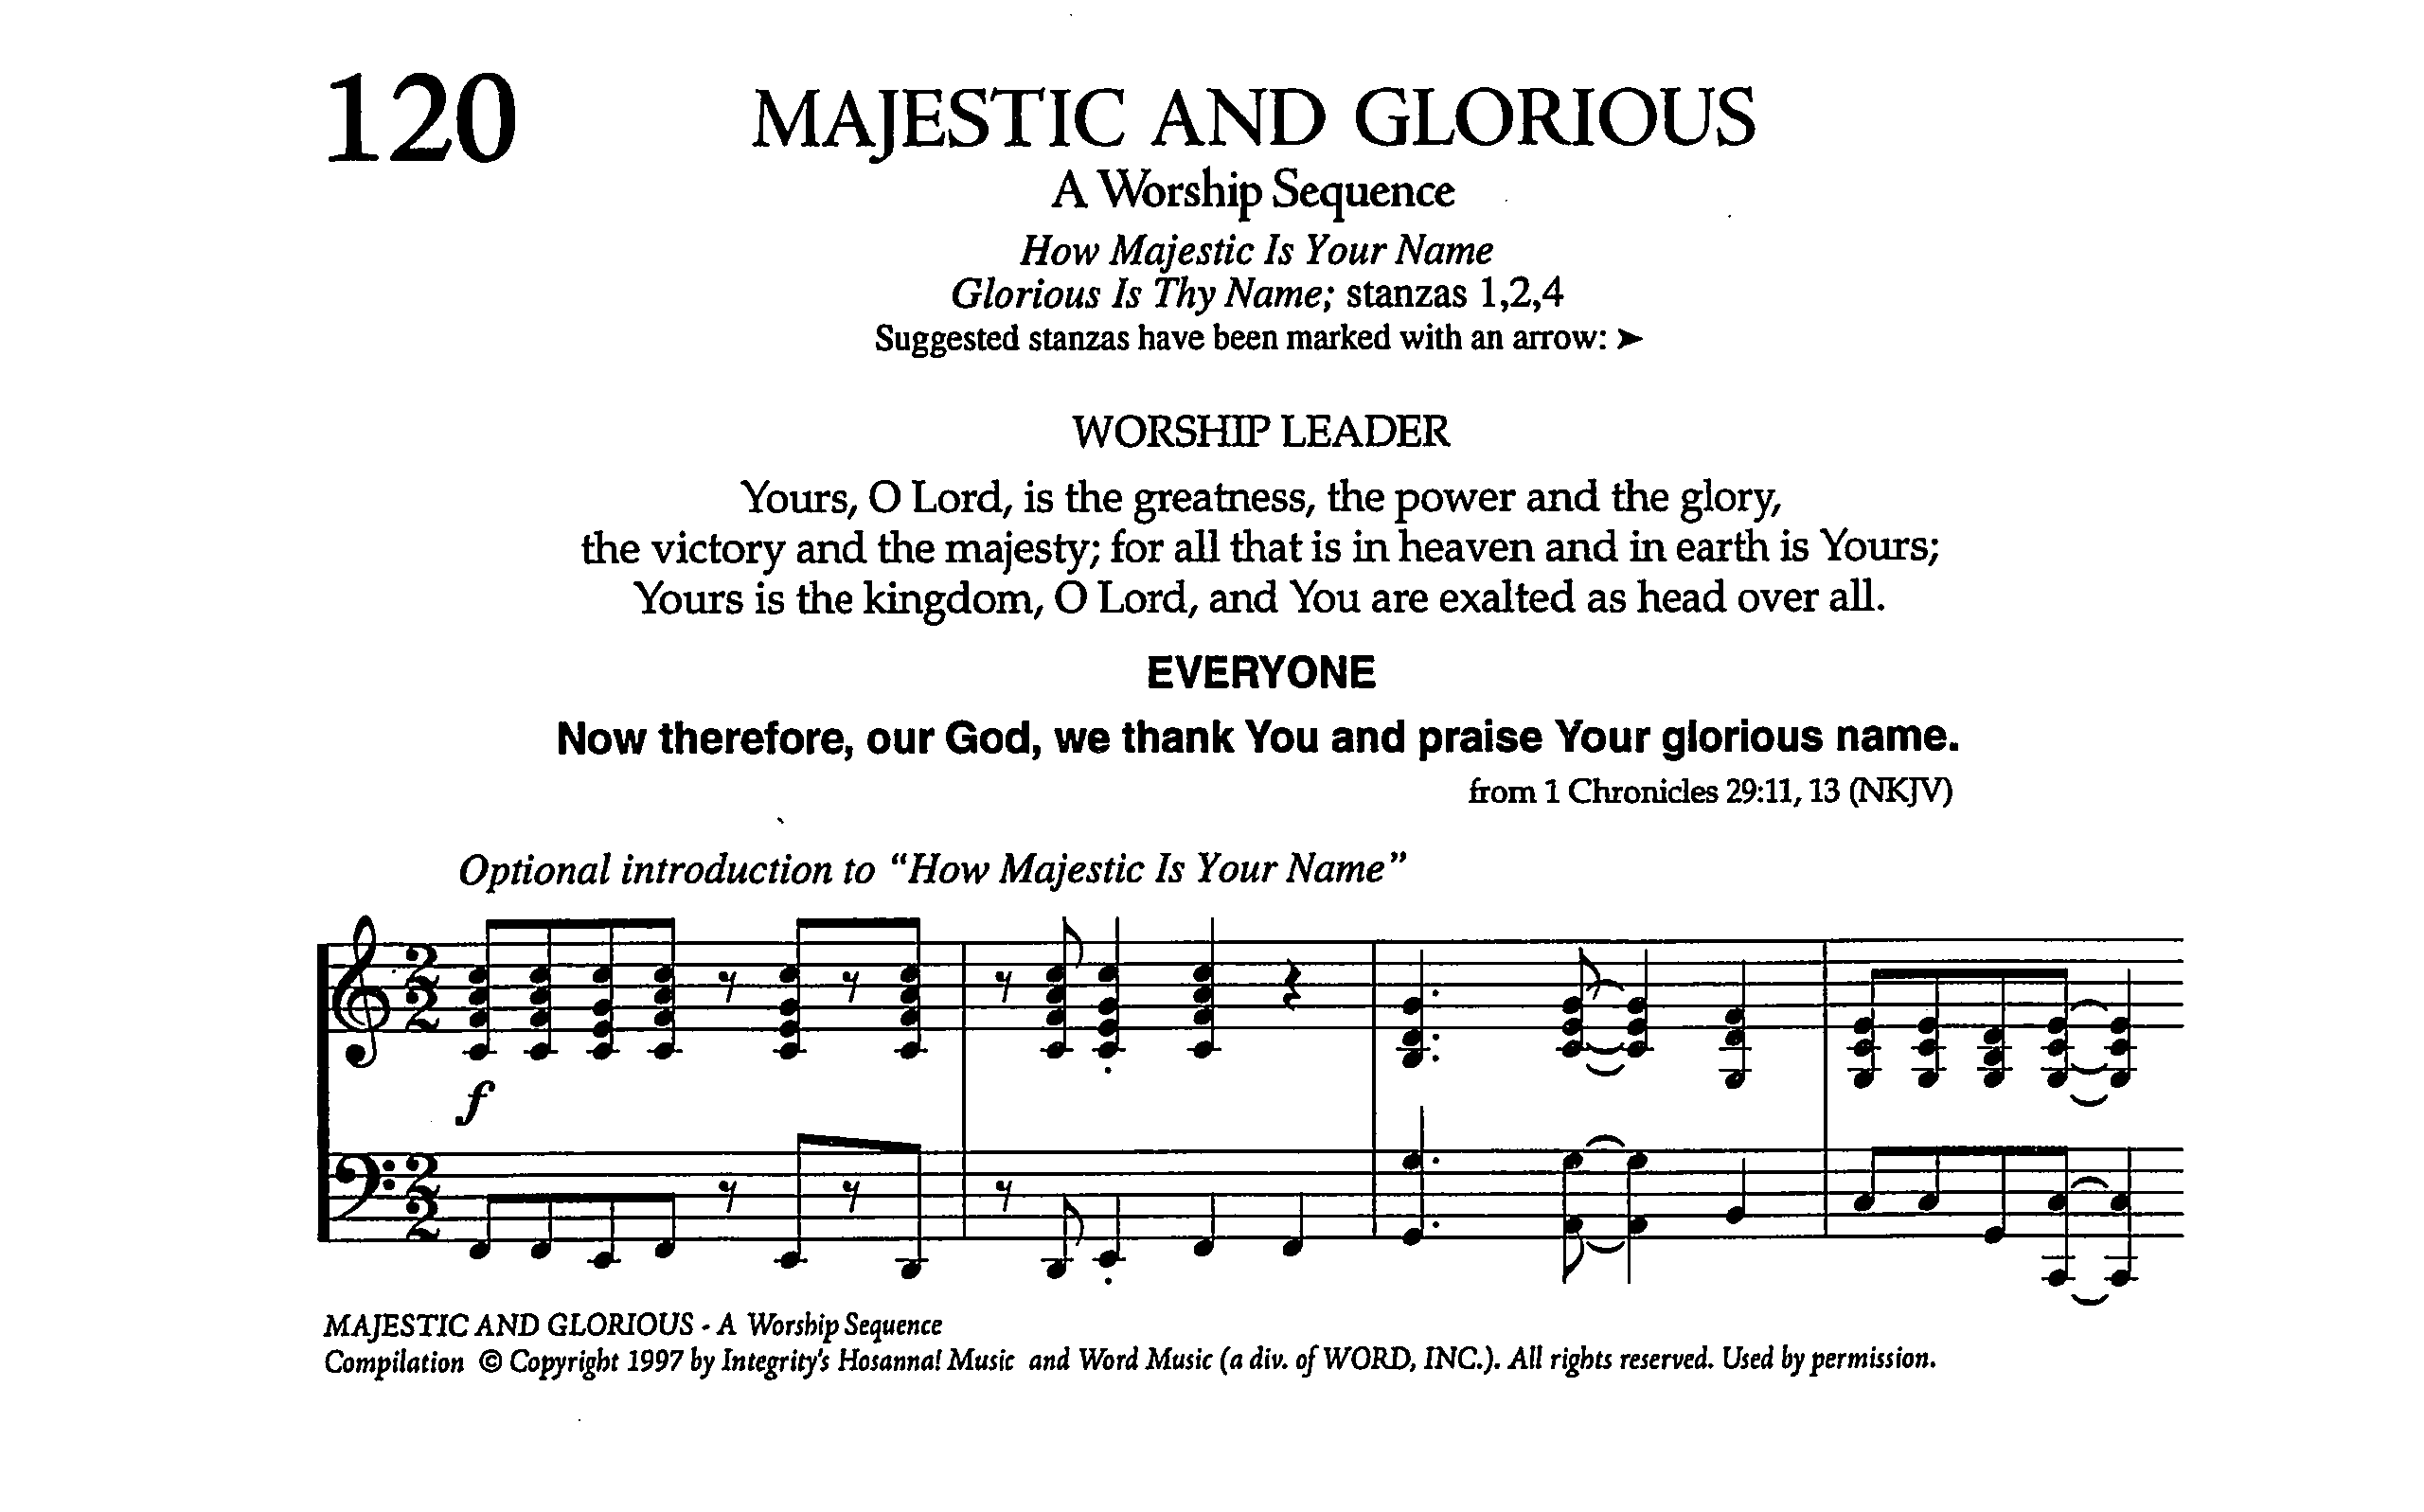 120
MAJESTIC AND GLORIOUS
A Worship Sequence
How Majestic Is Your Name
Glorious Is Thy Name; stanzas 1,2,4
Suggested stanzas have been marked with an arrow: ➤
WORSHIP LEADER
Yours, O Lord, is the greatness, the power and the glory,
the victory and the majesty; for all that is in heaven and in earth is Yours;
Yours is the kingdom, O Lord, and You are exalted as head over all.
EVERYONE
Now therefore, our God, we thank You and praise Your glorious name.
from 1 Chronicles 29:11, 13 (NKJV)
Optional introduction to “How Majestic Is Your Name”
f
MAJESTIC AND GLORIOUS - A Worship Sequence
Compilation © Copyright 1997 by Integrity's Hosanna! Music and Word Music (a div. of WORD, INC.). All rights reserved. Used by permission.